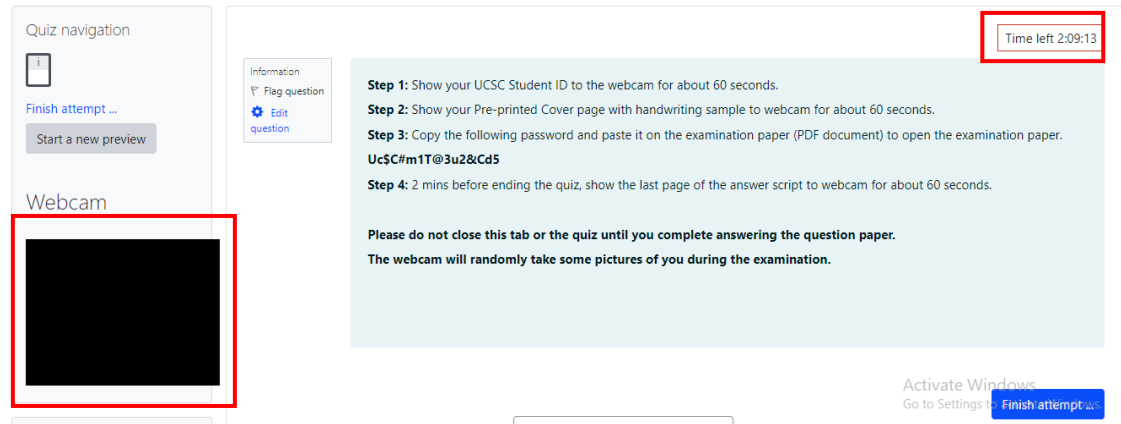 Quiz navigation
i
Finish attempt ...
Start a new preview
Webcam
Time left 2:09:13
Information
Flag question
Edit
question
Step 1: Show your UCSC Student ID to the webcam for about 60 seconds.
Step 2: Show your Pre-printed Cover page with handwriting sample to webcam for about 60 seconds.
Step 3: Copy the following password and paste it on the examination paper (PDF document) to open the examination paper.
Uc$C#m1T@3u2&Cd5
Step 4: 2 mins before ending the quiz, show the last page of the answer script to webcam for about 60 seconds.
Please do not close this tab or the quiz until you complete answering the question paper.
The webcam will randomly take some pictures of you during the examination.
Activate Windows
Go to Settings to activate Windows.
Finish attempt ...